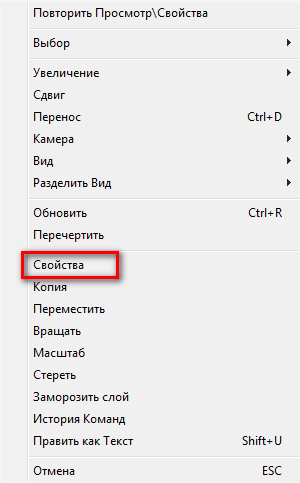 Повторить Просмотр\Свойства
Выбор
Увеличение
Сдвиг
Перенос Ctrl+D
Камера
Вид
Разделить Вид
Обновить Ctrl+R
Перечертить
Свойства
Копия
Переместить
Вращать
Масштаб
Стереть
Заморозить слой
История Команд
Править как Текст Shift+U
Отмена ESC